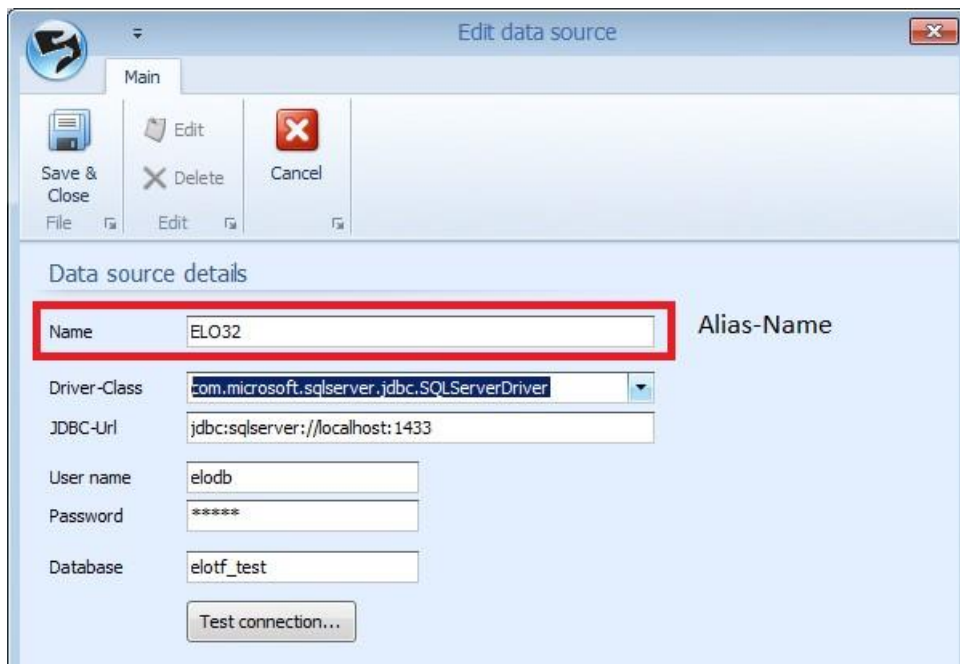 Edit data source
Main
Save & Close
Edit
Delete
Cancel
File
Edit
Data source details
Name ELO32 Alias-Name
Driver-Class com.microsoft.sqlserver.jdbc.SQLServerDriver
JDBC-Url jdbc:sqlserver://localhost:1433
User name elodb
Password *****
Database elotf_test
Test connection...